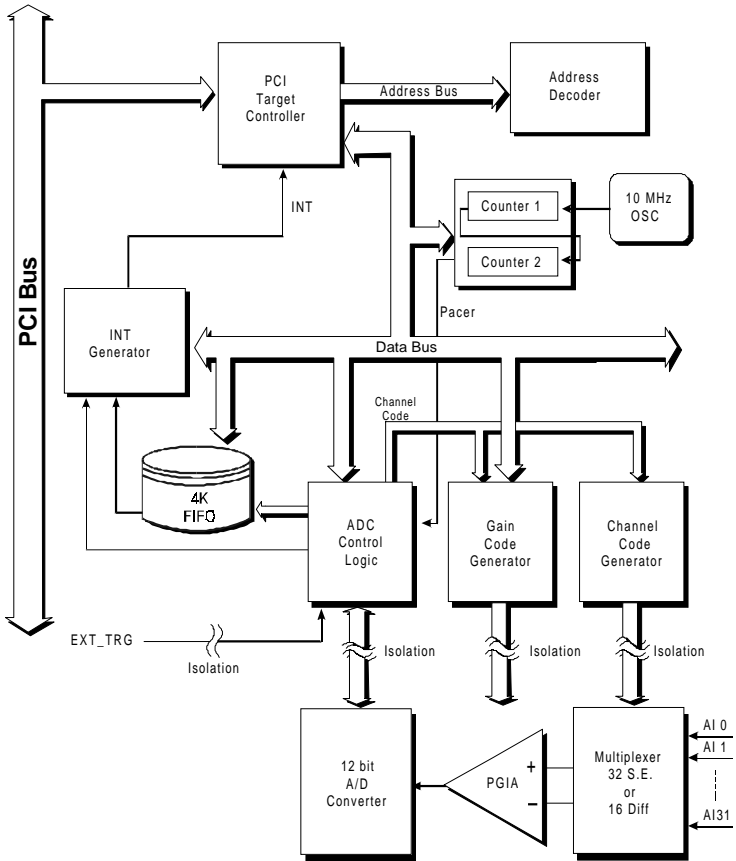 PCI
Target
Controller
Address Bus
Address
Decoder
INT
Counter 1
Counter 2
10 MHz
OSC
PCI Bus
INT
Generator
Pacer
Data Bus
Channel
Code
4K
FIFO
ADC
Control
Logic
Gain
Code
Generator
Channel
Code
Generator
EXT_TRG
Isolation
Isolation
Isolation
Isolation
12 bit
A/D
Converter
PGIA
+
−
Multiplexer
32 S.E.
or
16 Diff
AI 0
AI 1
AI31